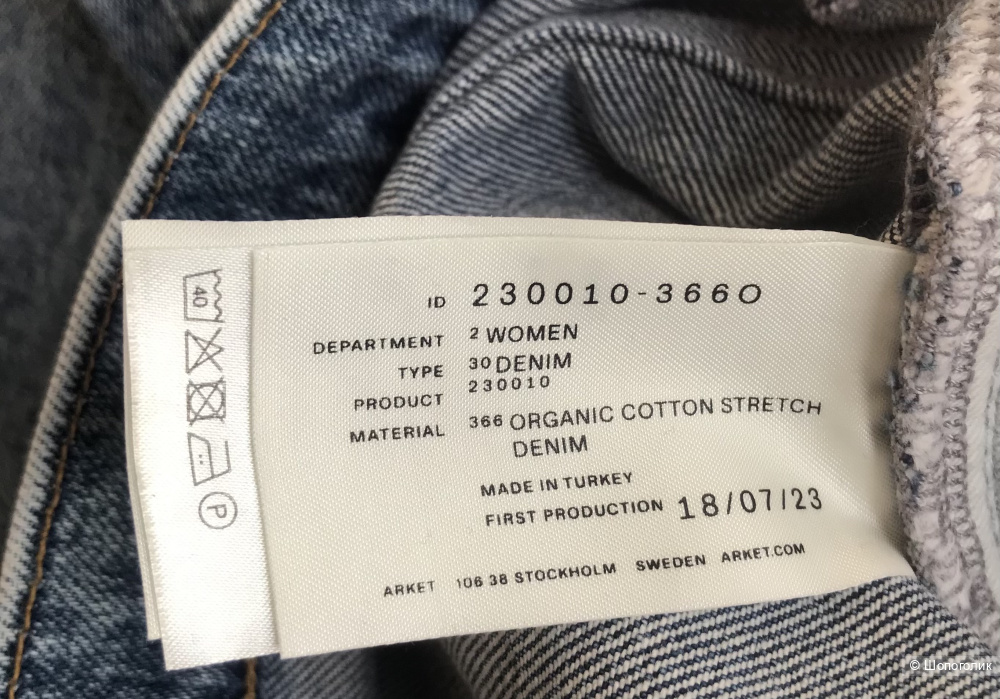 ID 230010-366O
DEPARTMENT 2 WOMEN
TYPE 30 DENIM
PRODUCT 230010
MATERIAL 366 ORGANIC COTTON STRETCH
DENIM
MADE IN TURKEY
FIRST PRODUCTION 18/07/23
ARKET 106 38 STOCKHOLM SWEDEN ARKET.COM
40
P
© Шопоголик